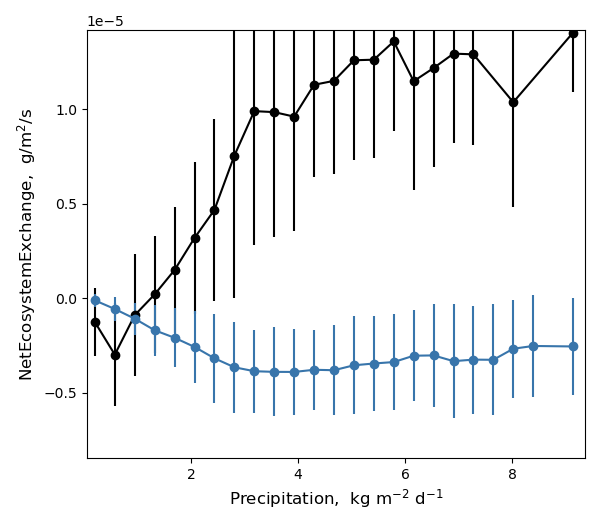 1e−5
1.0
0.5
0.0
−0.5
NetEcosystemExchange,  g/m²/s
2 4 6 8
Precipitation,  kg m⁻² d⁻¹